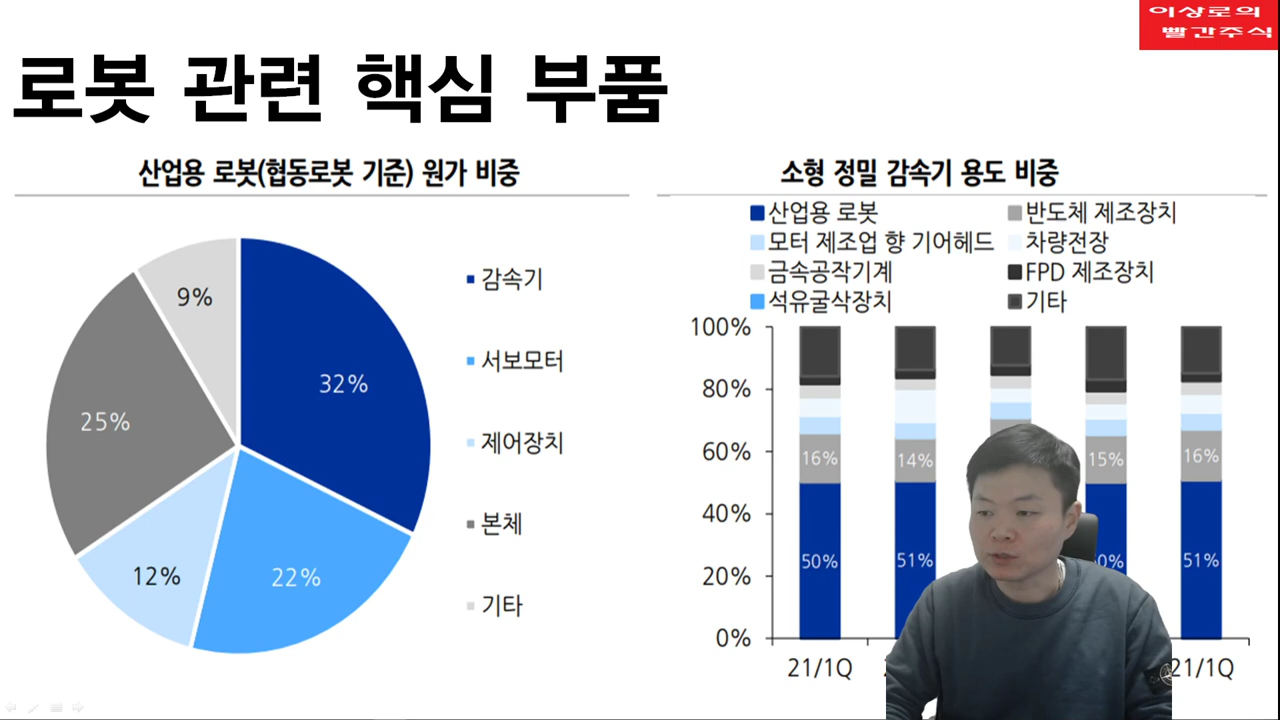 이상로의
빨간주식
로봇 관련 핵심 부품
산업용 로봇(협동로봇 기준) 원가 비중
9%
32%
25%
12%
22%
감속기
서보모터
제어장치
본체
기타
소형 정밀 감속기 용도 비중
산업용 로봇
반도체 제조장치
모터 제조업 향 기어헤드
차량전장
금속공작기계
FPD 제조장치
석유굴삭장치
기타
100%
80%
60%
40%
20%
0%
16%
14%
15%
16%
50%
51%
0%
51%
21/1Q
21/1Q